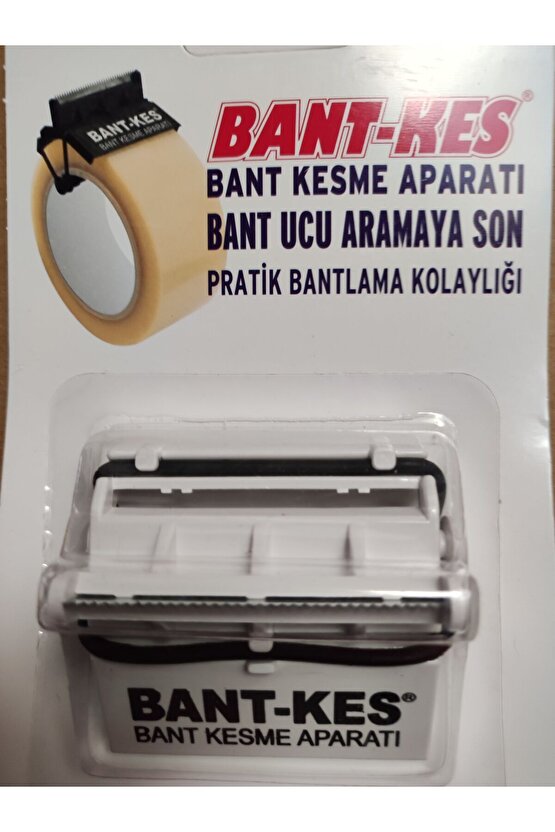 BANT-KES
BANT KESME APARATI
BANT-KES®
BANT KESME APARATI
BANT UCU ARAMAYA SON
PRATİK BANTLAMA KOLAYLIĞI
BANT-KES®
BANT KESME APARATI